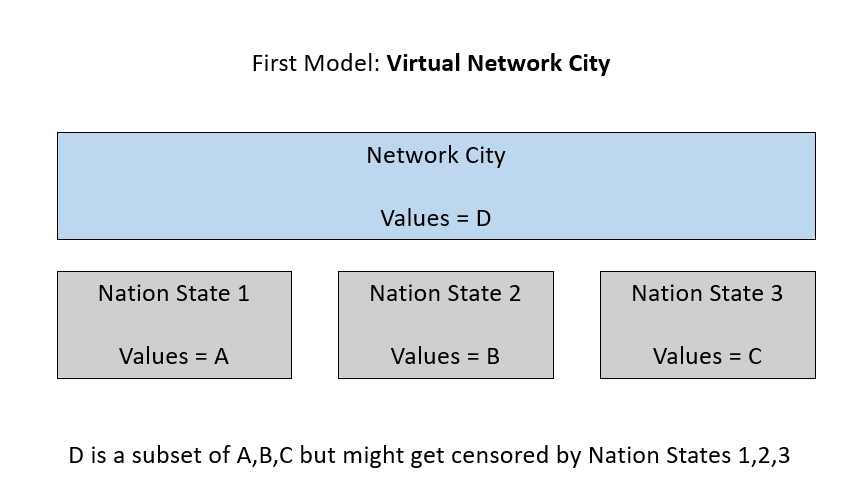 First Model: Virtual Network City
Network City
Values = D
Nation State 1
Values = A
Nation State 2
Values = B
Nation State 3
Values = C
D is a subset of A,B,C but might get censored by Nation States 1,2,3